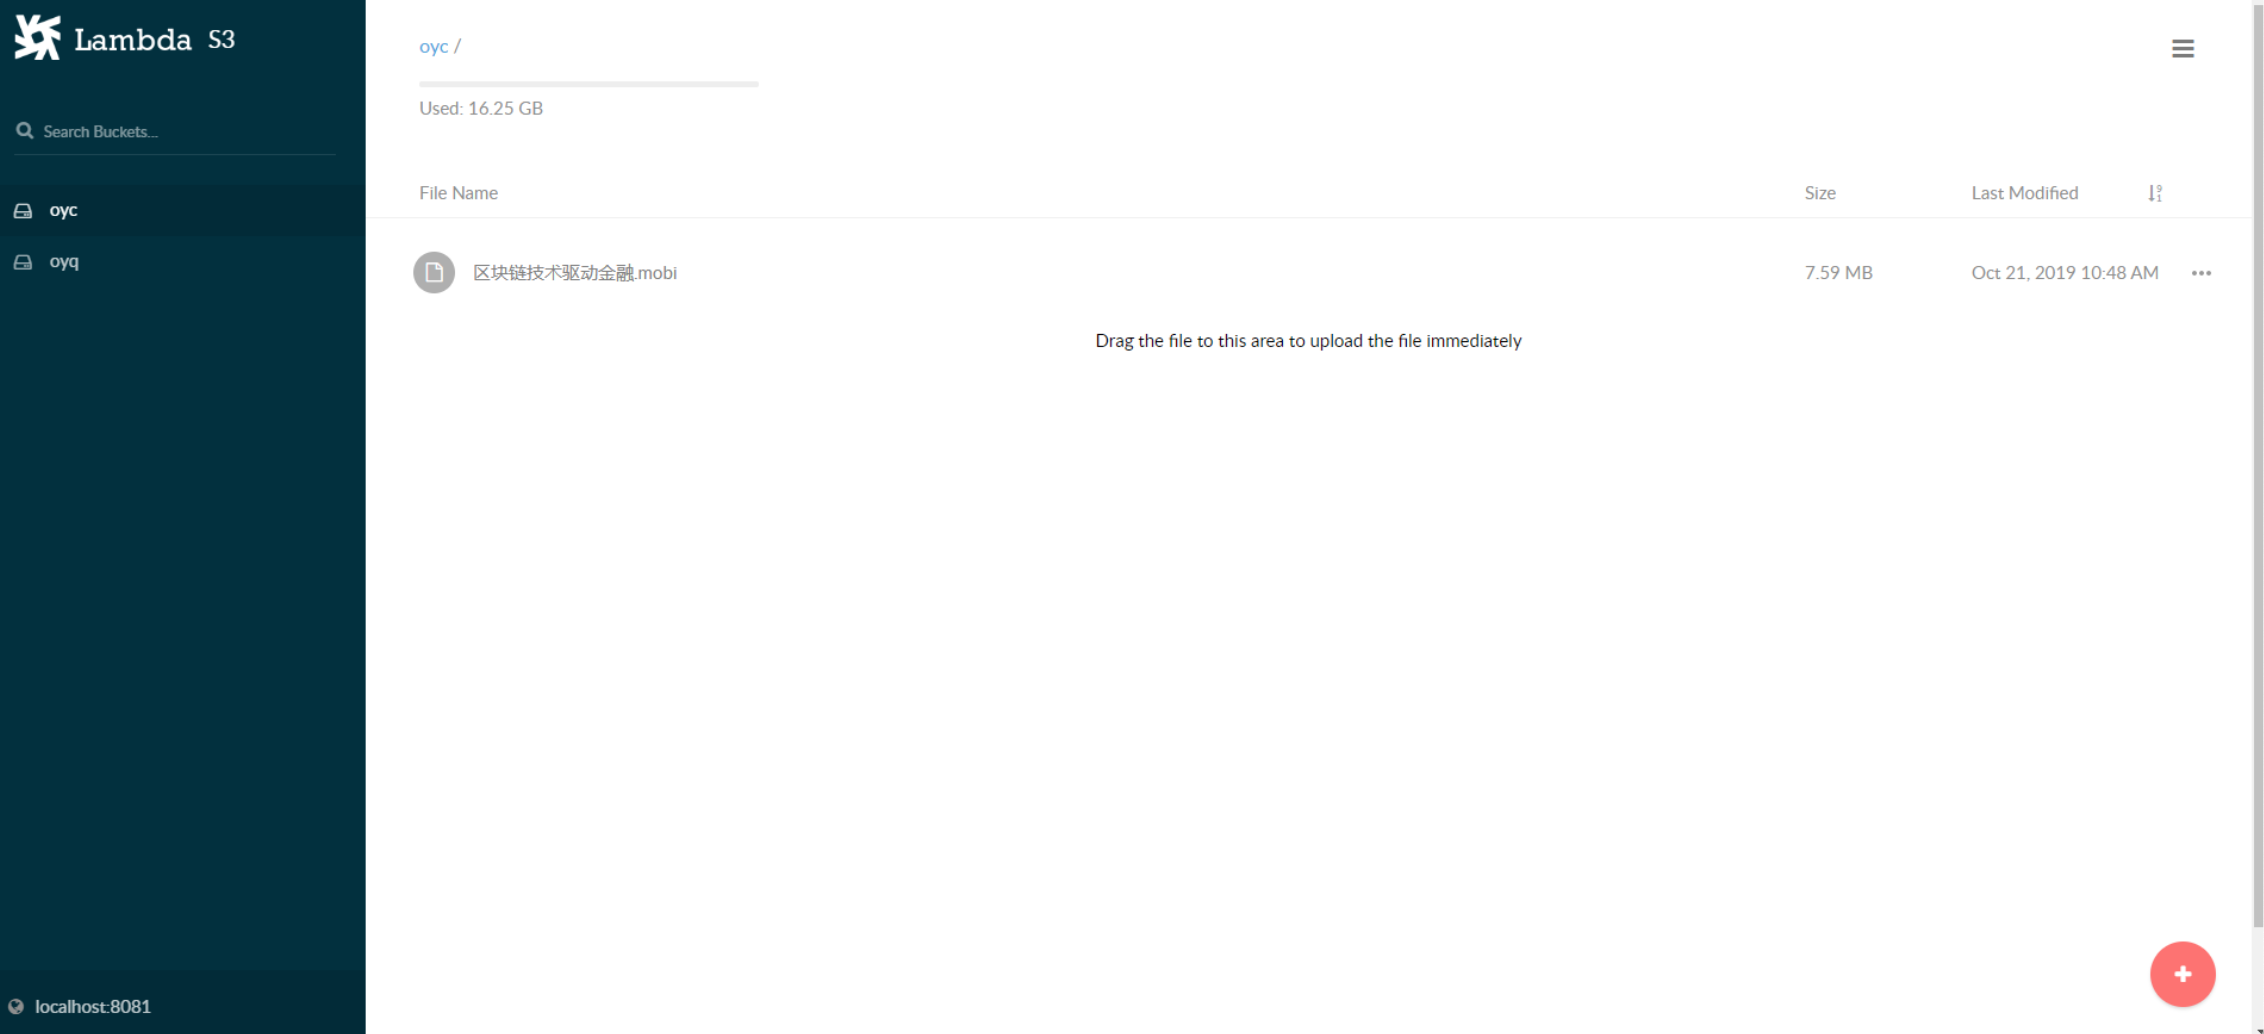 Lambda S3
Search Buckets...
oyc
oyq
localhost:8081
oyc /
Used: 16.25 GB
File Name Size Last Modified
区块链技术驱动金融.mobi 7.59 MB Oct 21, 2019 10:48 AM
Drag the file to this area to upload the file immediately